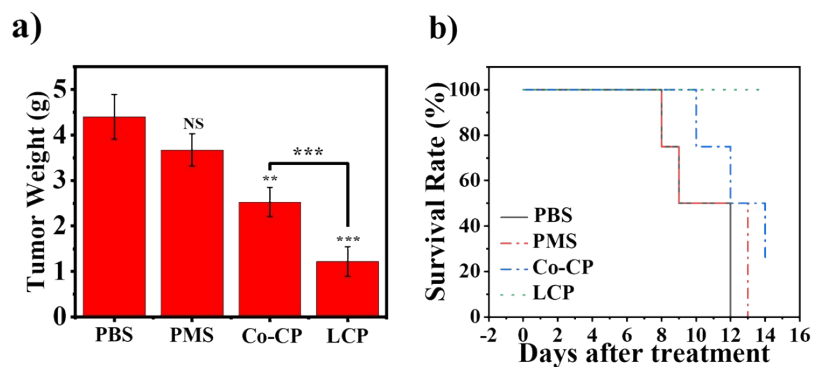 a)
Tumor Weight (g)
5
4
3
2
1
0
NS
**
***
***
PBS PMS Co-CP LCP
b)
Survival Rate (%)
100
80
60
40
20
0
PBS
PMS
Co-CP
LCP
-2 0 2 4 6 8 10 12 14 16
Days after treatment